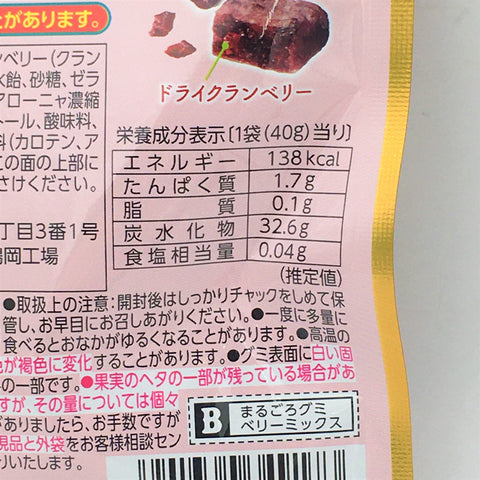 とがあります。
ドライクランベリー
ンベリー(クラン
水飴、砂糖、ゼラ
アローニャ濃縮
トール、酸味料、
料(カロテン、ア
この面の上部に
さけください。
丁目3番1号
鶴岡工場
栄養成分表示〔1袋(40g)当り〕
エネルギー 138kcal
たんぱく質 1.7g
脂質 0.1g
炭水化物 32.6g
食塩相当量 0.04g
(推定値)
●取扱上の注意:開封後はしっかりチャックをしめて保
管し、お早目にお召しあがりください。●一度に多量に
食べるとおなかがゆるくなることがあります。●高温の
色が褐色に変化することがあります。●グミ表面に白い固
の一部です。●果実のヘタの一部が残っている場合があ
すが、その量については個々
がありましたら、お手数ですが
現品と外袋をお客様相談セン
いたします。
B まるごろグミ
ベリーミックス